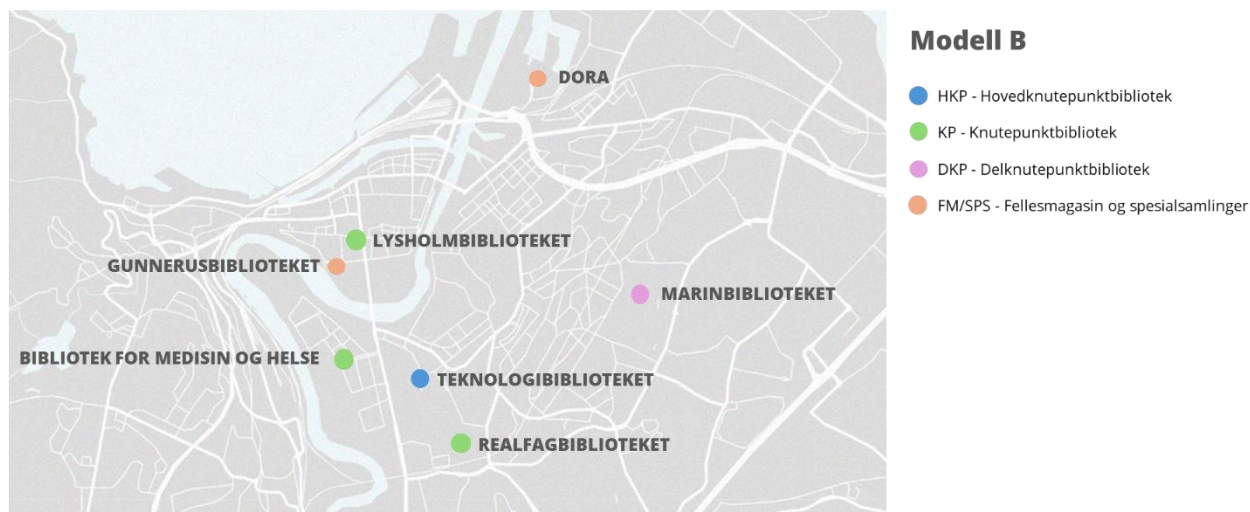 Modell B
HKP - Hovedknutepunktbibliotek
KP - Knutepunktbibliotek
DKP - Delknutepunktbibliotek
FM/SPS - Fellesmagasin og spesialsamlinger
DORA
LYSHOLMBIBLIOTEKET
GUNNERUSBIBLIOTEKET
MARINBIBLIOTEKET
BIBLIOTEK FOR MEDISIN OG HELSE
TEKNOLOGIBIBLIOTEKET
REALFAGBIBLIOTEKET